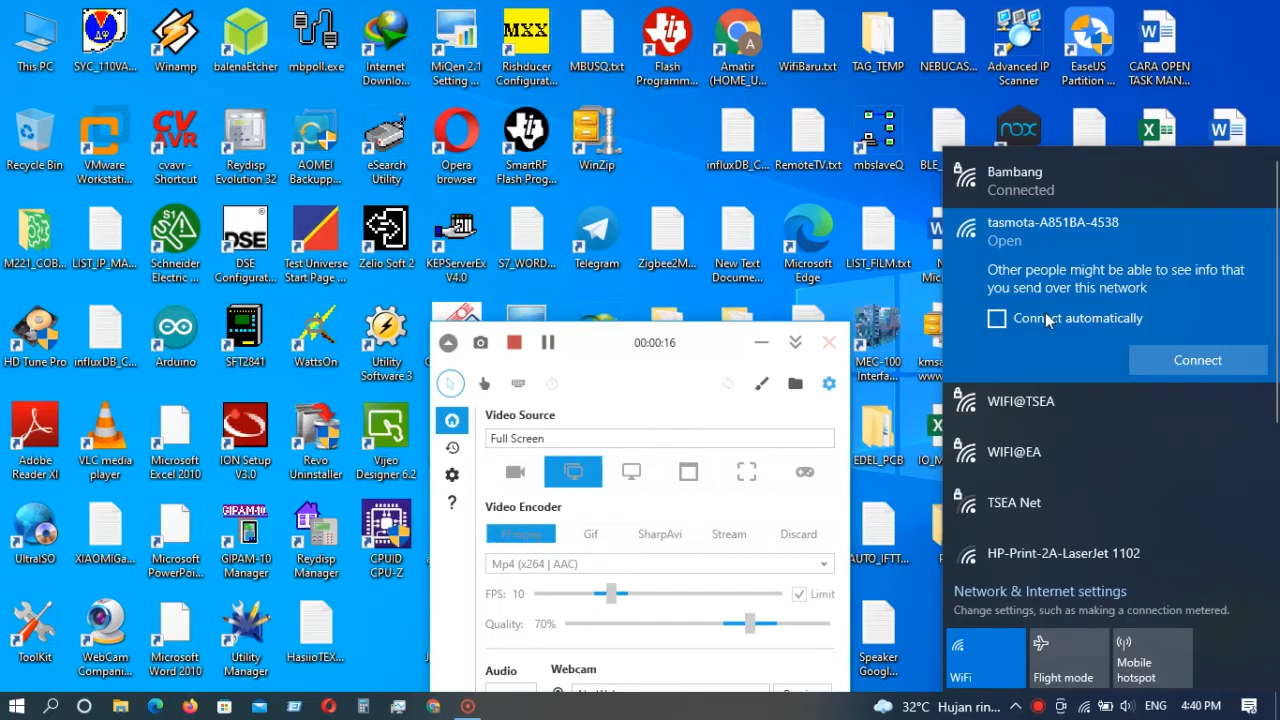 This PC
SYC_110VA...
Winamp
balenaEtcher
mbpoll.exe
Internet
Downlo...
MiQen 2.1
Setting ...
MXX
Rishducer
Configurat...
MBUSQ.txt
Flash
Programm...
Amatir
(HOME_U...
WifiBaru.txt
TAG_TEMP
NEBUCAS...
Advanced IP
Scanner
EaseUS
Partition ...
CARA OPEN
TASK MAN...
Recycle Bin
VMware
Workstati...
cvavr -
Shortcut
Reydisp
Evolution 32
AOMEI
Backupp...
eSearch
Utility
Opera
browser
SmartRF
Flash Prog...
WinZip
influxDB_C...
RemoteTV.txt
mbslaveQ
BLE_
M221_COB...
LIST_IP_MA...
Schneider
Electric ...
DSE
Configurat...
Test Universe
Start Page ...
Zelio Soft 2
KEPServerEx
V4.0
S7_WORD...
Telegram
Zigbee2M...
New Text
Document
Microsoft
Edge
LIST_FILM.txt
HD Tune Pro
influxDB_C...
Arduino
SFT2841
WattsOn
Utility
Software 3
MEC-100
Interfa...
Adobe
Reader XI
VLC media
player
Microsoft
Excel 2010
ION Setup
V3.0
Revo
Uninstaller
Vijeo
Designer 6.2
EDEL_PCB
UltraISO
XIAOMIGa...
Microsoft
PowerPoi...
GIPAM-10
Manager
Reydisp
Manager
CPUID
CPU-Z
AUTO_IFTT...
ToolKit
WebCam
Compani...
Microsoft
Word 2010
Utility
Manager
HasiioTEX...
Speaker
Googl...
00:00:16
Video Source
Full Screen
Video Encoder
FFmpeg
Gif
SharpAvi
Stream
Discard
Mp4 (x264 | AAC)
FPS: 10
Limit
Quality: 70%
Audio
Webcam
Bambang
Connected
tasmota-A851BA-4538
Open
Other people might be able to see info that
you send over this network
Connect automatically
Connect
WIFI@TSEA
WIFI@EA
TSEA Net
HP-Print-2A-LaserJet 1102
Network & Internet settings
Change settings, such as making a connection metered.
WiFi
Flight mode
Mobile
hotspot
32°C Hujan rin...
ENG
4:40 PM